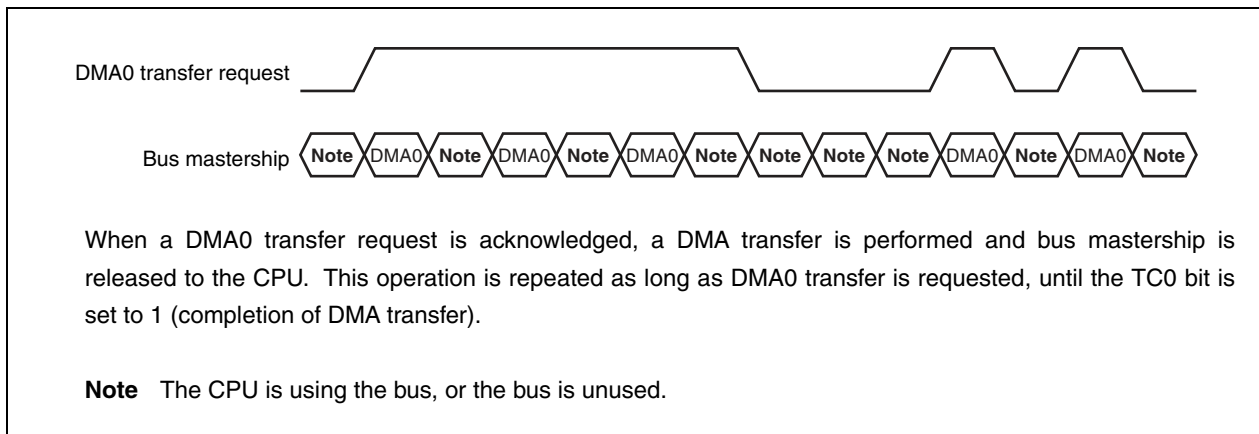 DMA0 transfer request
Bus mastership Note DMA0 Note DMA0 Note DMA0 Note Note Note Note DMA0 Note DMA0 Note
When a DMA0 transfer request is acknowledged, a DMA transfer is performed and bus mastership is
released to the CPU. This operation is repeated as long as DMA0 transfer is requested, until the TC0 bit is
set to 1 (completion of DMA transfer).
Note The CPU is using the bus, or the bus is unused.